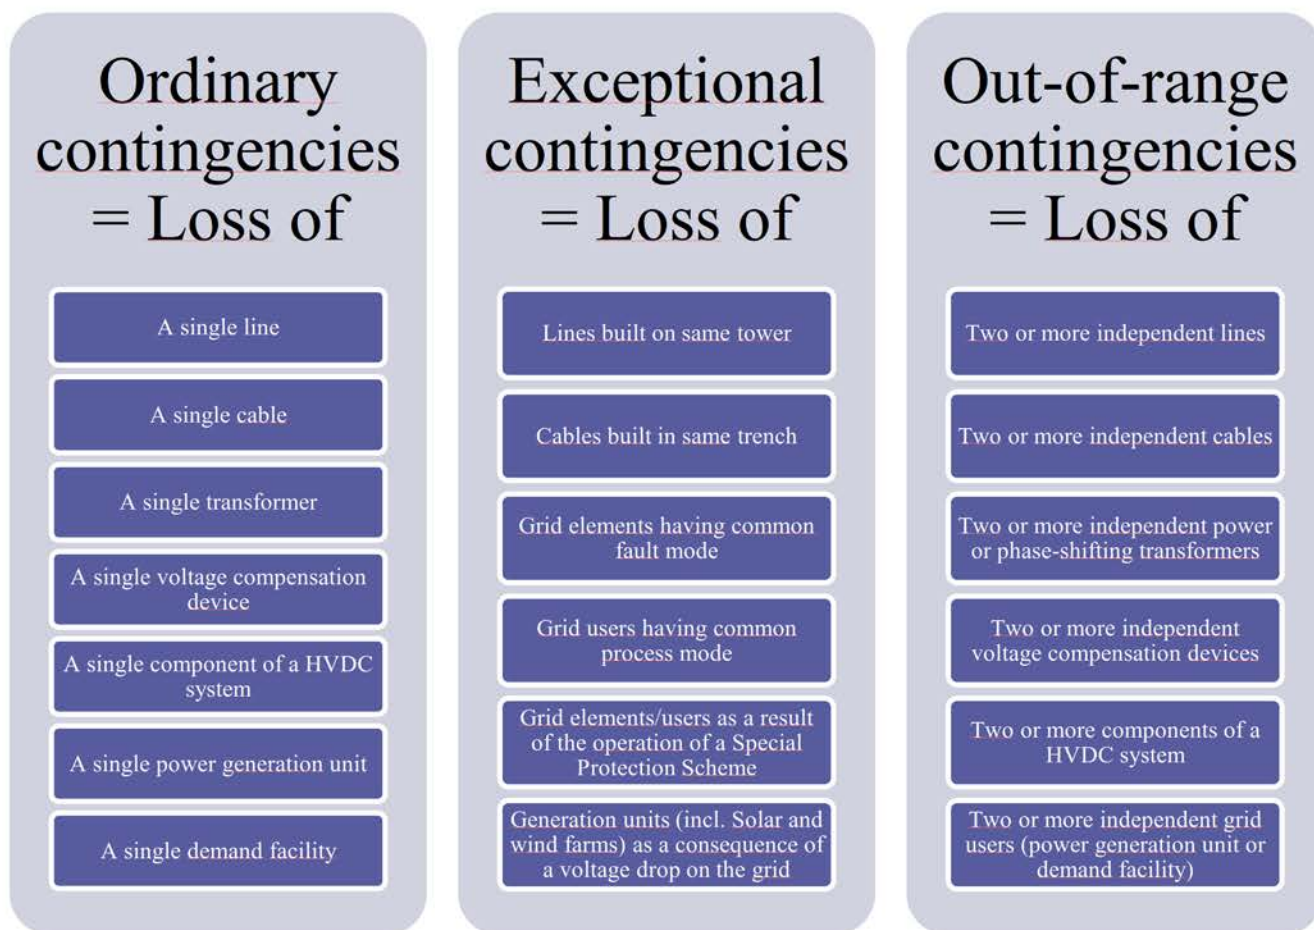 Ordinary
contingencies
= Loss of
A single line
A single cable
A single transformer
A single voltage compensation
device
A single component of a HVDC
system
A single power generation unit
A single demand facility
Exceptional
contingencies
= Loss of
Lines built on same tower
Cables built in same trench
Grid elements having common
fault mode
Grid users having common
process mode
Grid elements/users as a result
of the operation of a Special
Protection Scheme
Generation units (incl. Solar and
wind farms) as a consequence of
a voltage drop on the grid
Out-of-range
contingencies
= Loss of
Two or more independent lines
Two or more independent cables
Two or more independent power
or phase-shifting transformers
Two or more independent
voltage compensation devices
Two or more components of a
HVDC system
Two or more independent grid
users (power generation unit or
demand facility)